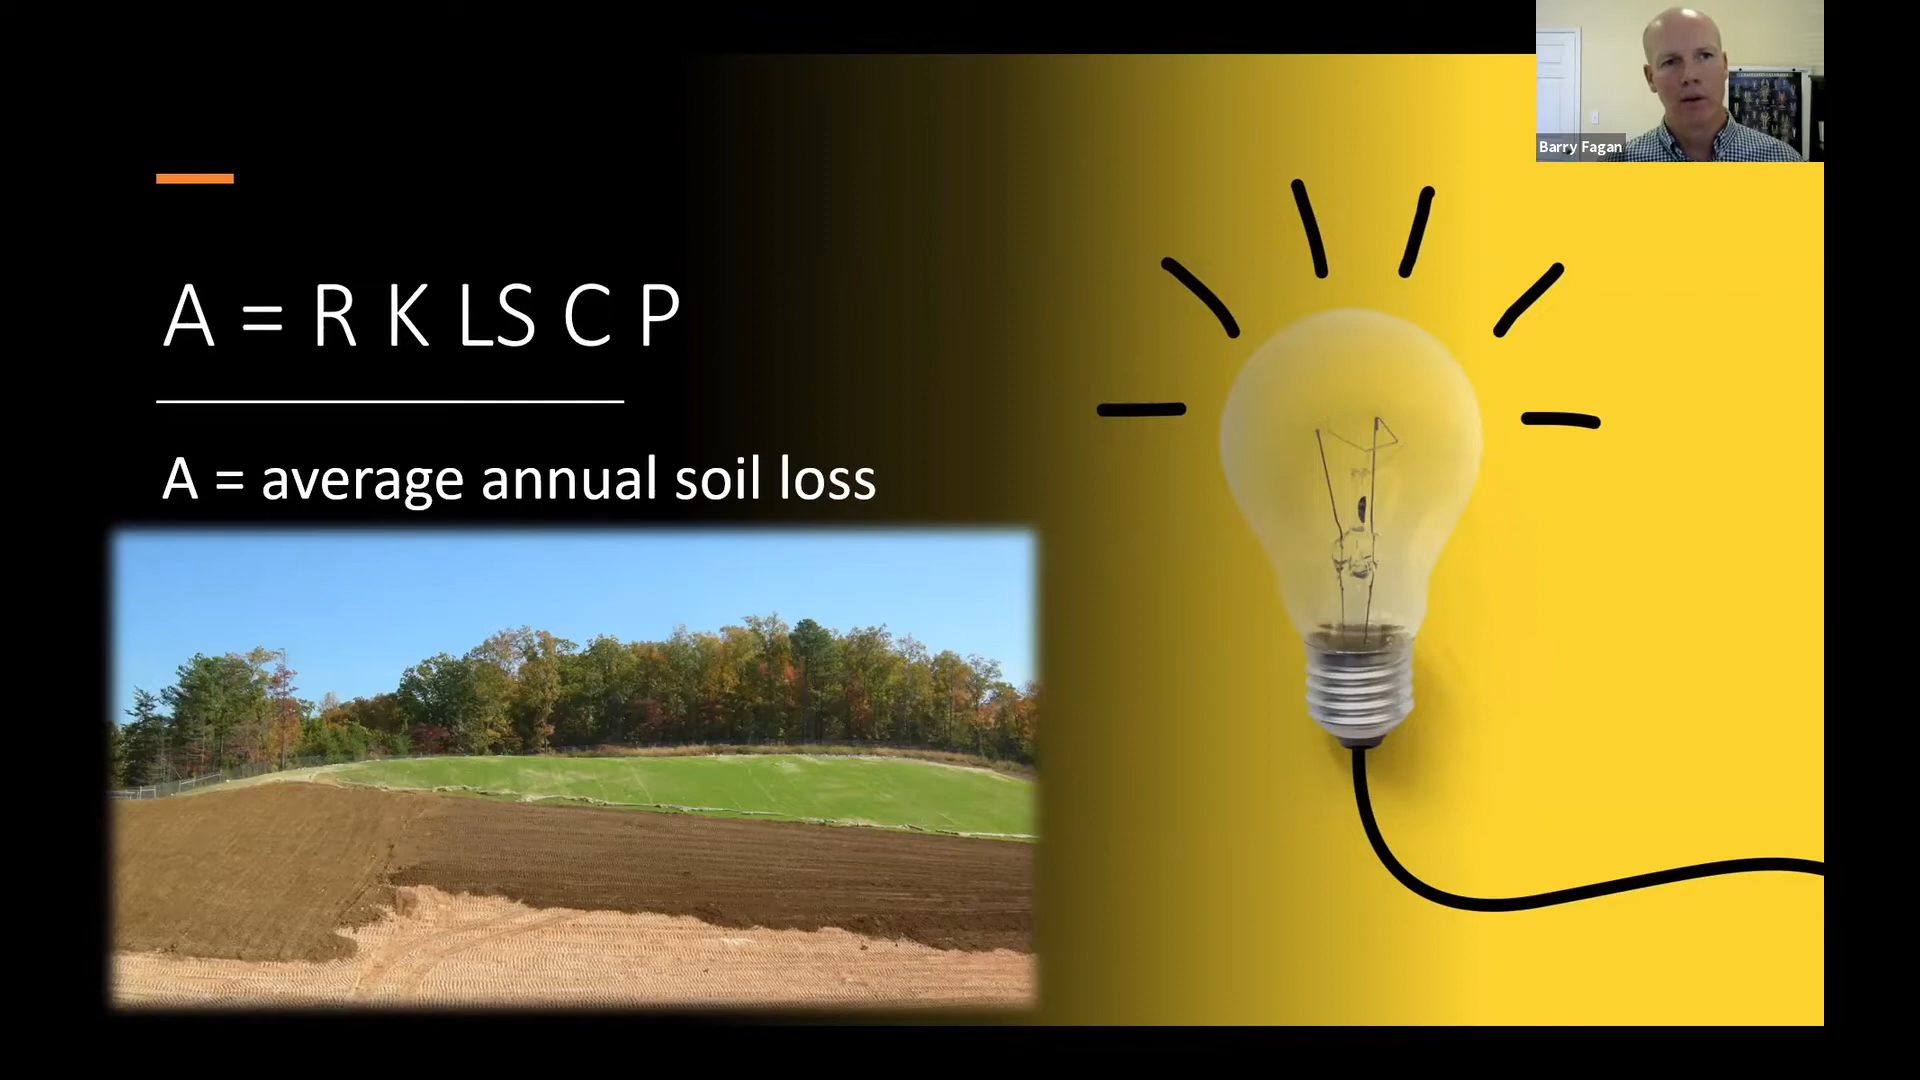 Barry Fagan
A = R K LS C P
A = average annual soil loss